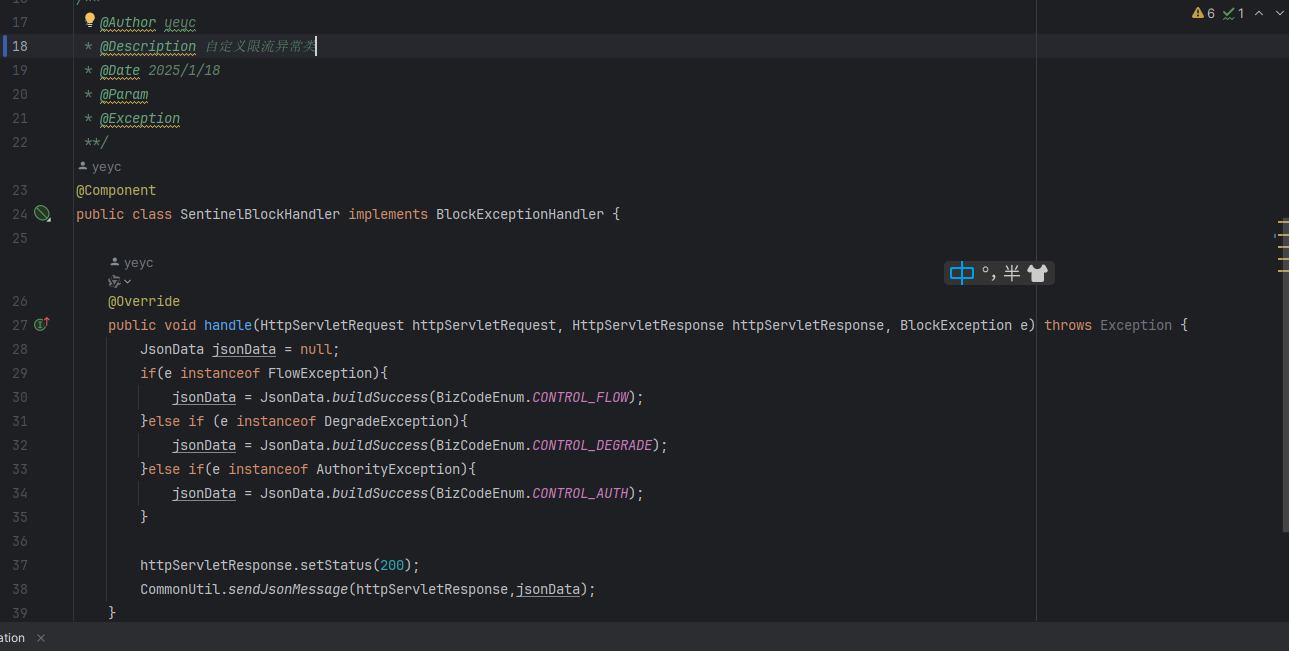 17 @Author yeyc
6 1
18 * @Description 自定义限流异常类
19 * @Date 2025/1/18
20 * @Param
21 * @Exception
22 **/
yeyc
23 @Component
24 public class SentinelBlockHandler implements BlockExceptionHandler {
25
yeyc
中 °, 半
26 @Override
27 public void handle(HttpServletRequest httpServletRequest, HttpServletResponse httpServletResponse, BlockException e) throws Exception {
28 JsonData jsonData = null;
29 if(e instanceof FlowException){
30 jsonData = JsonData.buildSuccess(BizCodeEnum.CONTROL_FLOW);
31 }else if (e instanceof DegradeException){
32 jsonData = JsonData.buildSuccess(BizCodeEnum.CONTROL_DEGRADE);
33 }else if(e instanceof AuthorityException){
34 jsonData = JsonData.buildSuccess(BizCodeEnum.CONTROL_AUTH);
35 }
36
37 httpServletResponse.setStatus(200);
38 CommonUtil.sendJsonMessage(httpServletResponse,jsonData);
39 }
ation ×